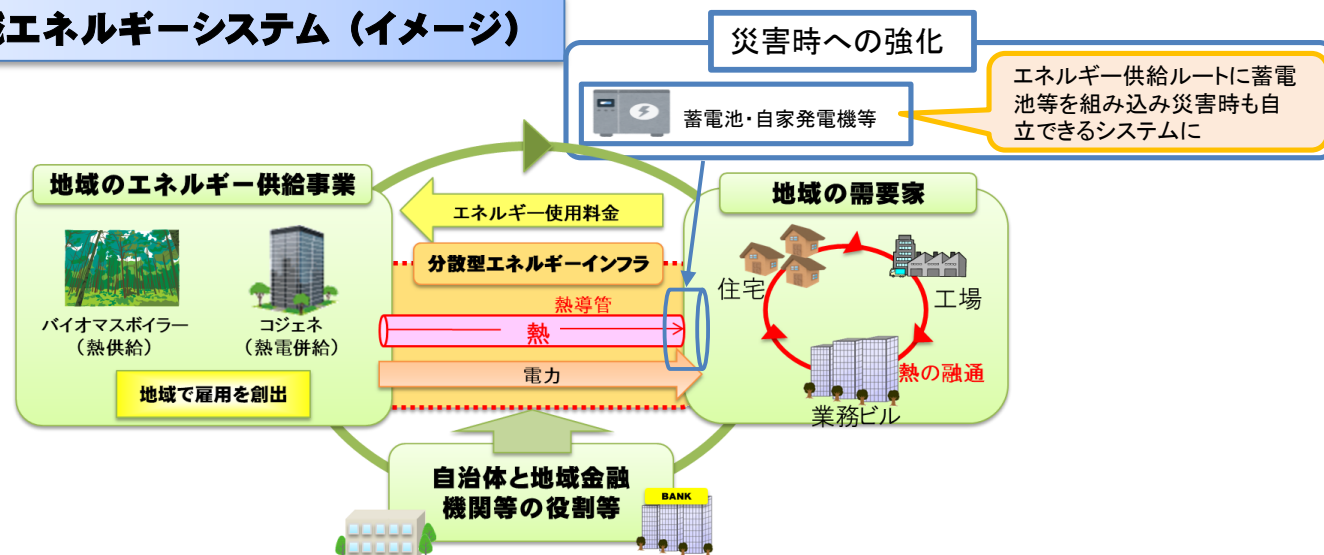 エネルギーシステム（イメージ）
災害時への強化
蓄電池・自家発電機等
エネルギー供給ルートに蓄電
池等を組み込み災害時も自
立できるシステムに
地域のエネルギー供給事業
バイオマスボイラー
（熱供給）
コジェネ
（熱電併給）
地域で雇用を創出
エネルギー使用料金
分散型エネルギーインフラ
熱導管
熱
電力
地域の需要家
住宅
工場
熱の融通
業務ビル
自治体と地域金融
機関等の役割等
BANK